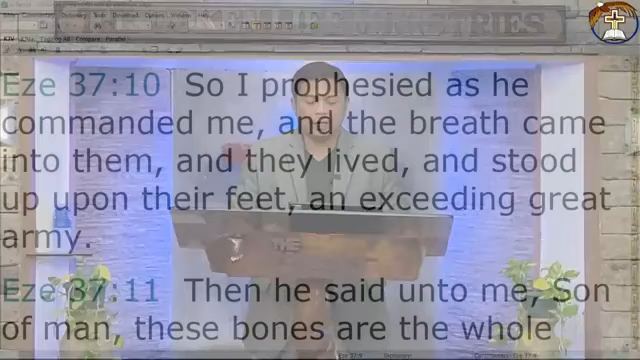 MINISTRIES
Eze 37:10 So I prophesied as he
commanded me, and the breath came
into them, and they lived, and stood
up upon their feet, an exceeding great
army.
Eze 37:11 Then he said unto me, Son
of man, these bones are the whole